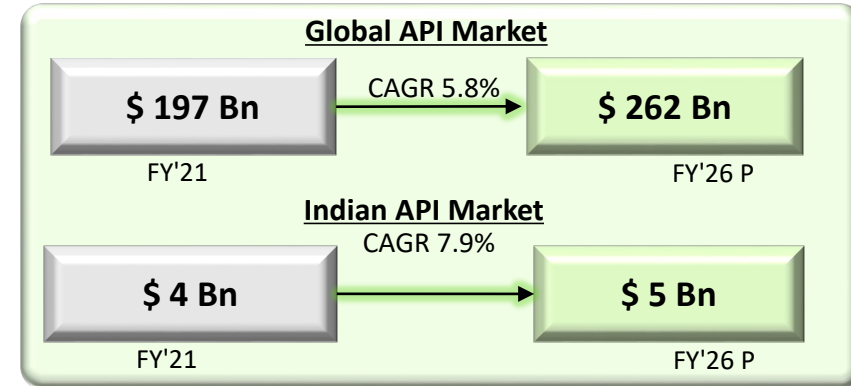 Global API Market
$ 197 Bn
CAGR 5.8%
$ 262 Bn
FY'21
FY'26 P
Indian API Market
CAGR 7.9%
$ 4 Bn
$ 5 Bn
FY'21
FY'26 P